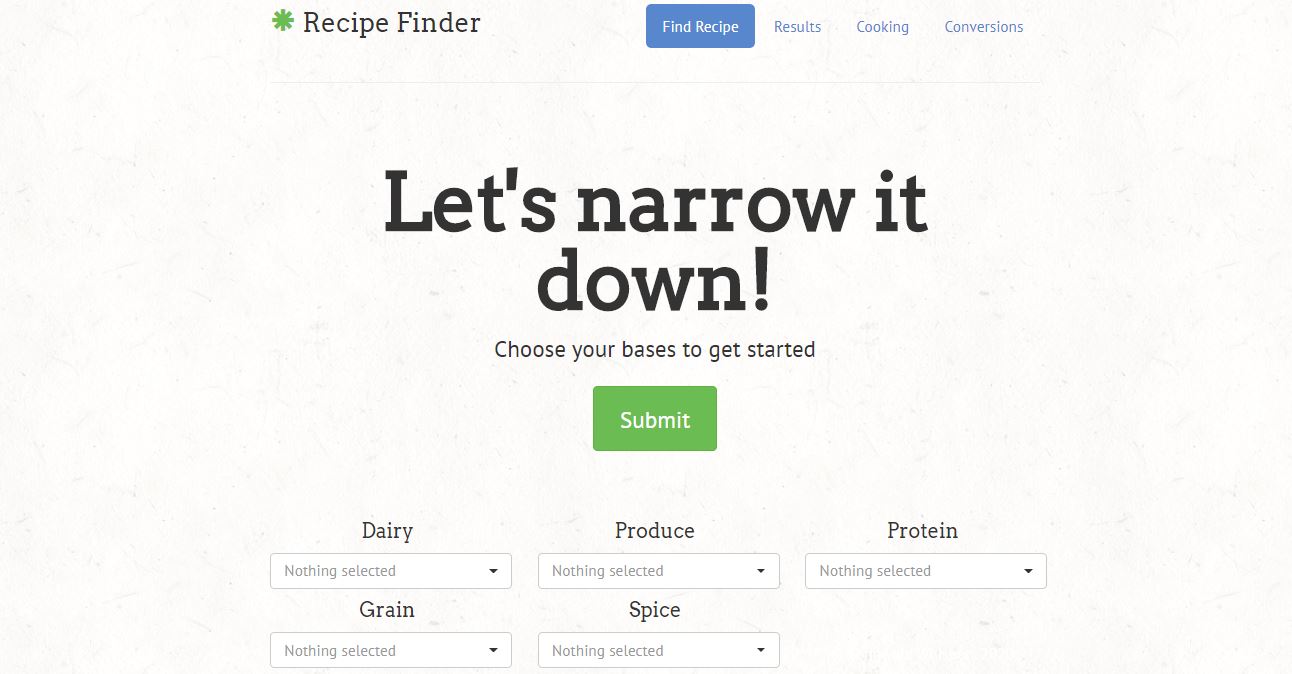 Recipe Finder
Find Recipe
Results
Cooking
Conversions
Let's narrow it
down!
Choose your bases to get started
Submit
Dairy
Produce
Protein
Nothing selected
Nothing selected
Nothing selected
Grain
Spice
Nothing selected
Nothing selected